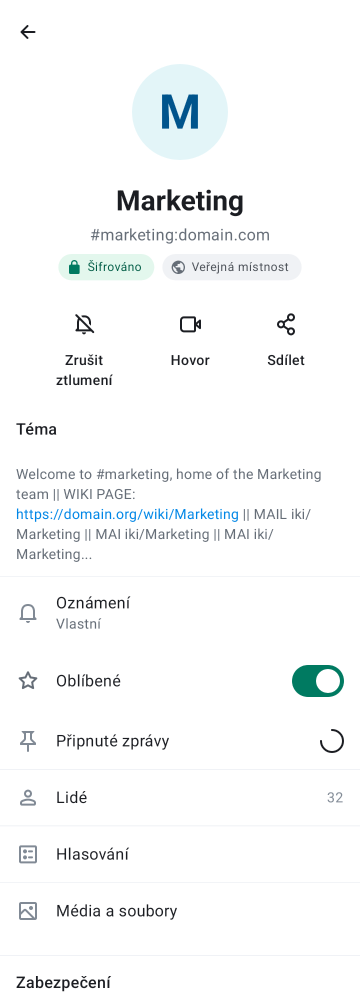 M
Marketing
#marketing:domain.com
Šifrováno
Veřejná místnost
Zrušit
ztlumení
Hovor
Sdílet
Téma
Welcome to #marketing, home of the Marketing
team || WIKI PAGE:
https://domain.org/wiki/Marketing || MAIL iki/
Marketing || MAI iki/Marketing || MAI iki/
Marketing...
Oznámení
Vlastní
Oblíbené
Připnuté zprávy
Lidé
32
Hlasování
Média a soubory
Zabezpečení